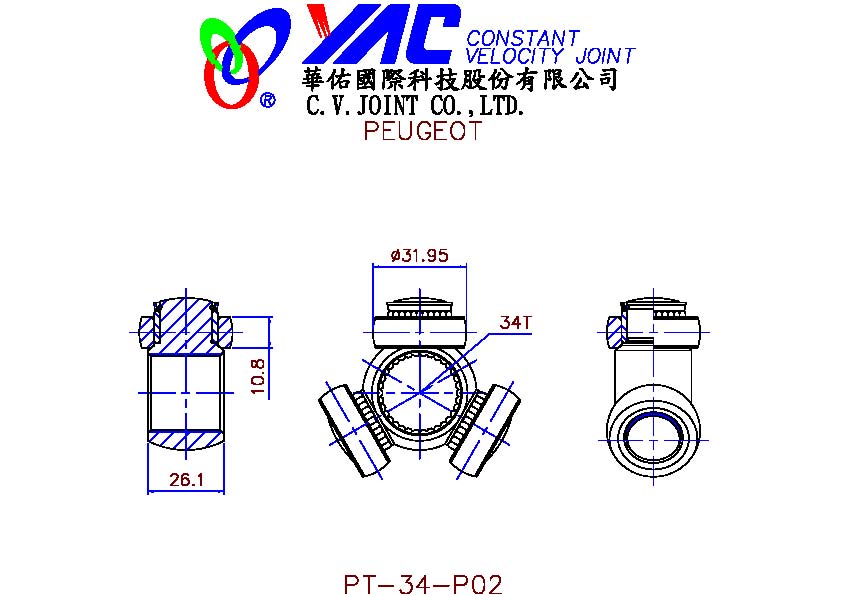 YAC CONSTANT
VELOCITY JOINT
®
華佑國際科技股份有限公司
C.V.JOINT CO.,LTD.
PEUGEOT
ø31.95
34T
10.8
26.1
PT-34-P02